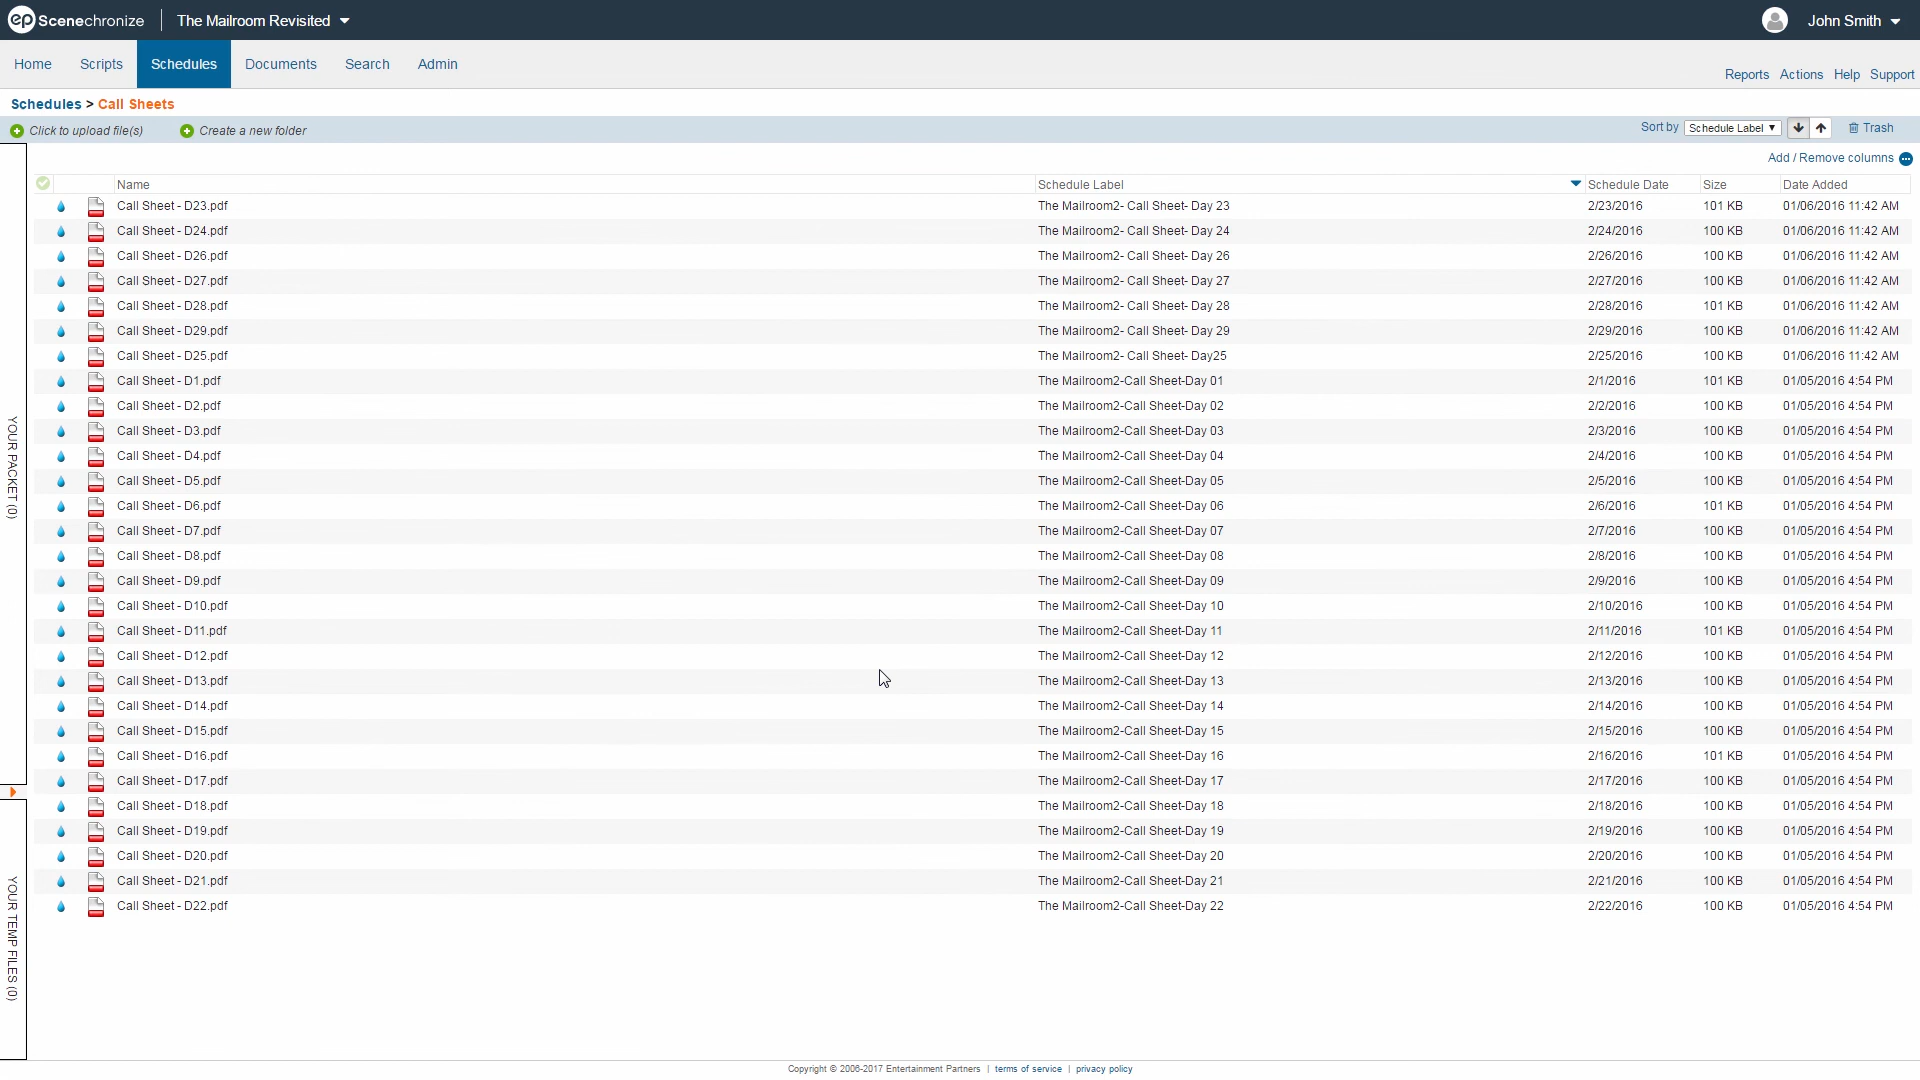 ep Scenechronize The Mailroom Revisited John Smith
Home Scripts Schedules Documents Search Admin
Reports Actions Help Support
Schedules > Call Sheets
Click to upload file(s) Create a new folder Sort by Schedule Label Trash
Add / Remove columns
Name Schedule Label Schedule Date Size Date Added
Call Sheet - D23.pdf The Mailroom2- Call Sheet- Day 23 2/23/2016 101 KB 01/06/2016 11:42 AM
Call Sheet - D24.pdf The Mailroom2- Call Sheet- Day 24 2/24/2016 100 KB 01/06/2016 11:42 AM
Call Sheet - D26.pdf The Mailroom2- Call Sheet- Day 26 2/26/2016 100 KB 01/06/2016 11:42 AM
Call Sheet - D27.pdf The Mailroom2- Call Sheet- Day 27 2/27/2016 100 KB 01/06/2016 11:42 AM
Call Sheet - D28.pdf The Mailroom2- Call Sheet- Day 28 2/28/2016 101 KB 01/06/2016 11:42 AM
Call Sheet - D29.pdf The Mailroom2- Call Sheet- Day 29 2/29/2016 100 KB 01/06/2016 11:42 AM
Call Sheet - D25.pdf The Mailroom2- Call Sheet- Day25 2/25/2016 100 KB 01/06/2016 11:42 AM
Call Sheet - D1.pdf The Mailroom2-Call Sheet-Day 01 2/1/2016 101 KB 01/05/2016 4:54 PM
Call Sheet - D2.pdf The Mailroom2-Call Sheet-Day 02 2/2/2016 100 KB 01/05/2016 4:54 PM
Call Sheet - D3.pdf The Mailroom2-Call Sheet-Day 03 2/3/2016 100 KB 01/05/2016 4:54 PM
Call Sheet - D4.pdf The Mailroom2-Call Sheet-Day 04 2/4/2016 100 KB 01/05/2016 4:54 PM
Call Sheet - D5.pdf The Mailroom2-Call Sheet-Day 05 2/5/2016 100 KB 01/05/2016 4:54 PM
Call Sheet - D6.pdf The Mailroom2-Call Sheet-Day 06 2/6/2016 101 KB 01/05/2016 4:54 PM
Call Sheet - D7.pdf The Mailroom2-Call Sheet-Day 07 2/7/2016 100 KB 01/05/2016 4:54 PM
Call Sheet - D8.pdf The Mailroom2-Call Sheet-Day 08 2/8/2016 100 KB 01/05/2016 4:54 PM
Call Sheet - D9.pdf The Mailroom2-Call Sheet-Day 09 2/9/2016 100 KB 01/05/2016 4:54 PM
Call Sheet - D10.pdf The Mailroom2-Call Sheet-Day 10 2/10/2016 100 KB 01/05/2016 4:54 PM
Call Sheet - D11.pdf The Mailroom2-Call Sheet-Day 11 2/11/2016 101 KB 01/05/2016 4:54 PM
Call Sheet - D12.pdf The Mailroom2-Call Sheet-Day 12 2/12/2016 100 KB 01/05/2016 4:54 PM
Call Sheet - D13.pdf The Mailroom2-Call Sheet-Day 13 2/13/2016 100 KB 01/05/2016 4:54 PM
Call Sheet - D14.pdf The Mailroom2-Call Sheet-Day 14 2/14/2016 100 KB 01/05/2016 4:54 PM
Call Sheet - D15.pdf The Mailroom2-Call Sheet-Day 15 2/15/2016 100 KB 01/05/2016 4:54 PM
Call Sheet - D16.pdf The Mailroom2-Call Sheet-Day 16 2/16/2016 101 KB 01/05/2016 4:54 PM
Call Sheet - D17.pdf The Mailroom2-Call Sheet-Day 17 2/17/2016 100 KB 01/05/2016 4:54 PM
Call Sheet - D18.pdf The Mailroom2-Call Sheet-Day 18 2/18/2016 100 KB 01/05/2016 4:54 PM
Call Sheet - D19.pdf The Mailroom2-Call Sheet-Day 19 2/19/2016 100 KB 01/05/2016 4:54 PM
Call Sheet - D20.pdf The Mailroom2-Call Sheet-Day 20 2/20/2016 100 KB 01/05/2016 4:54 PM
Call Sheet - D21.pdf The Mailroom2-Call Sheet-Day 21 2/21/2016 100 KB 01/05/2016 4:54 PM
Call Sheet - D22.pdf The Mailroom2-Call Sheet-Day 22 2/22/2016 100 KB 01/05/2016 4:54 PM
YOUR PACKET (0)
YOUR TEMP FILES (0)
Copyright © 2006-2017 Entertainment Partners | terms of service | privacy policy